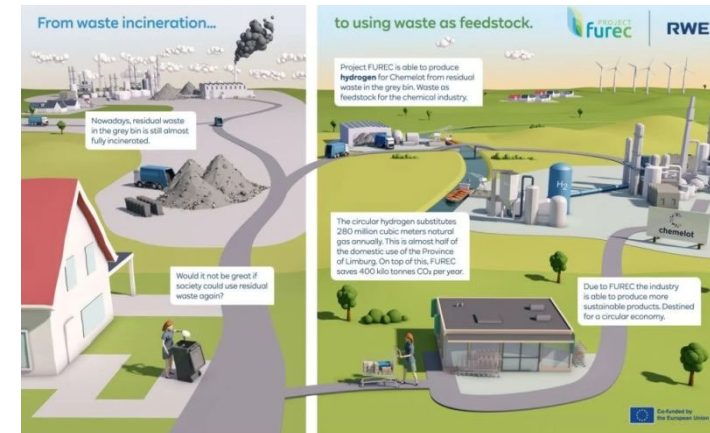 From waste incineration...
to using waste as feedstock.
PROJECT
furec
RWE
Project FUREC is able to produce
hydrogen for Chemelot from residual
waste in the grey bin. Waste as
feedstock for the chemical industry.
Nowadays, residual waste
in the grey bin is still almost
fully incinerated.
H2
chemelot
The circular hydrogen substitutes
280 million cubic meters natural
gas annually. This is almost half of
the domestic use of the Province
of Limburg. On top of this, FUREC
saves 400 kilo tonnes CO₂ per year.
Would it not be great if
society could use residual
waste again?
Due to FUREC the industry
is able to produce more
sustainable products. Destined
for a circular economy.
Co-funded by
the European Union